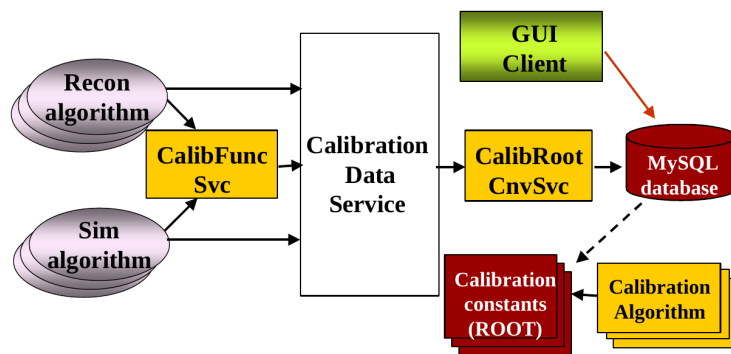 Recon
algorithm
CalibFunc
Svc
Sim
algorithm
Calibration
Data
Service
GUI
Client
CalibRoot
CnvSvc
MySQL
database
Calibration
constants
(ROOT)
Calibration
Algorithm